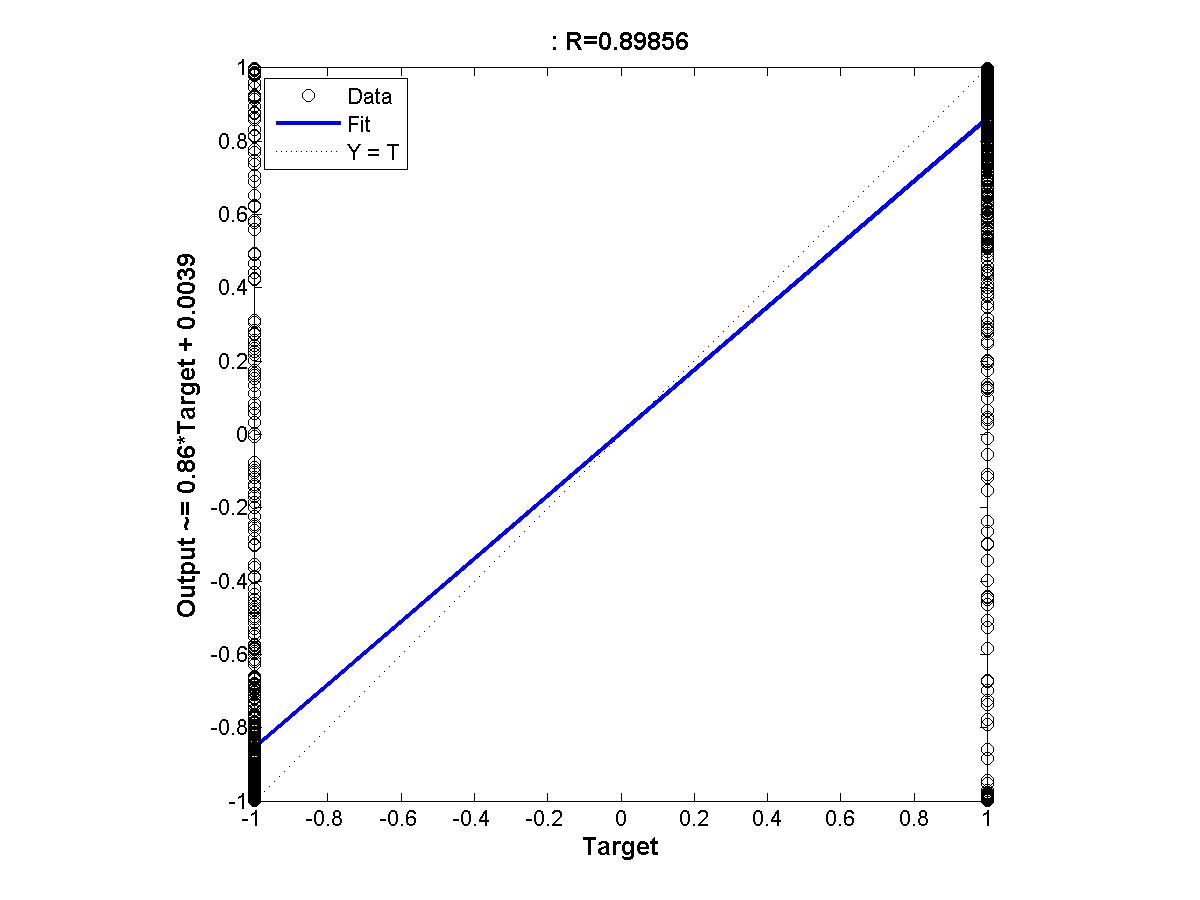 : R=0.89856
Data
Fit
Y = T
1
0.8
0.6
0.4
0.2
0
-0.2
-0.4
-0.6
-0.8
-1
Output ~= 0.86*Target + 0.0039
-1 -0.8 -0.6 -0.4 -0.2 0 0.2 0.4 0.6 0.8 1
Target